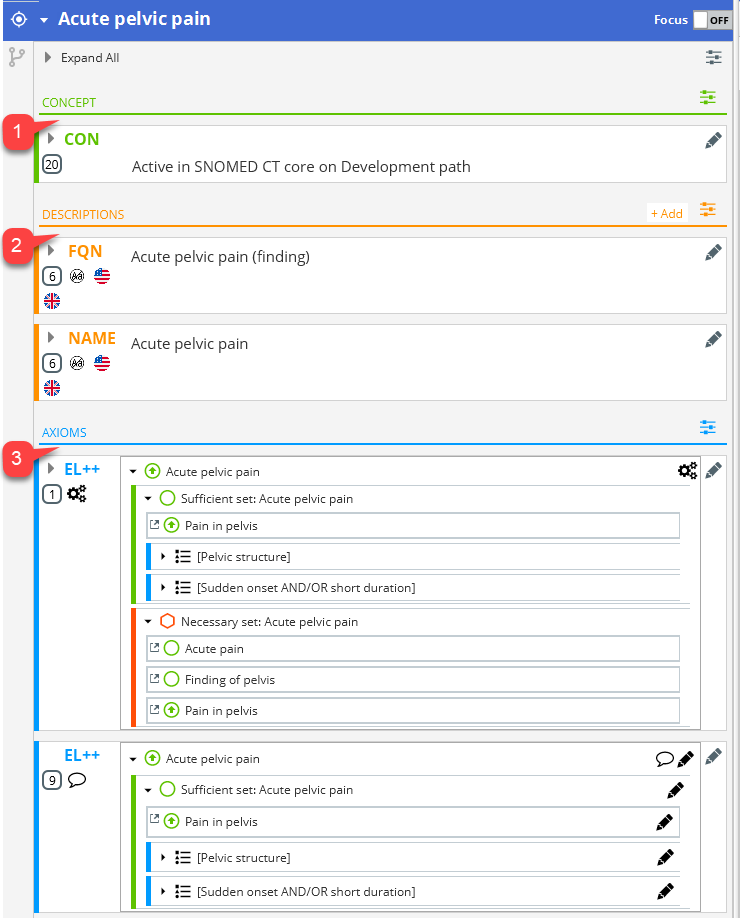 Acute pelvic pain
Focus OFF
Expand All
CONCEPT
1
CON
20
Active in SNOMED CT core on Development path
DESCRIPTIONS
+ Add
2
FQN
Acute pelvic pain (finding)
6 Aa
NAME
Acute pelvic pain
6 Aa
AXIOMS
3
EL++
1
Acute pelvic pain
Sufficient set: Acute pelvic pain
Pain in pelvis
[Pelvic structure]
[Sudden onset AND/OR short duration]
Necessary set: Acute pelvic pain
Acute pain
Finding of pelvis
Pain in pelvis
EL++
9
Acute pelvic pain
Sufficient set: Acute pelvic pain
Pain in pelvis
[Pelvic structure]
[Sudden onset AND/OR short duration]